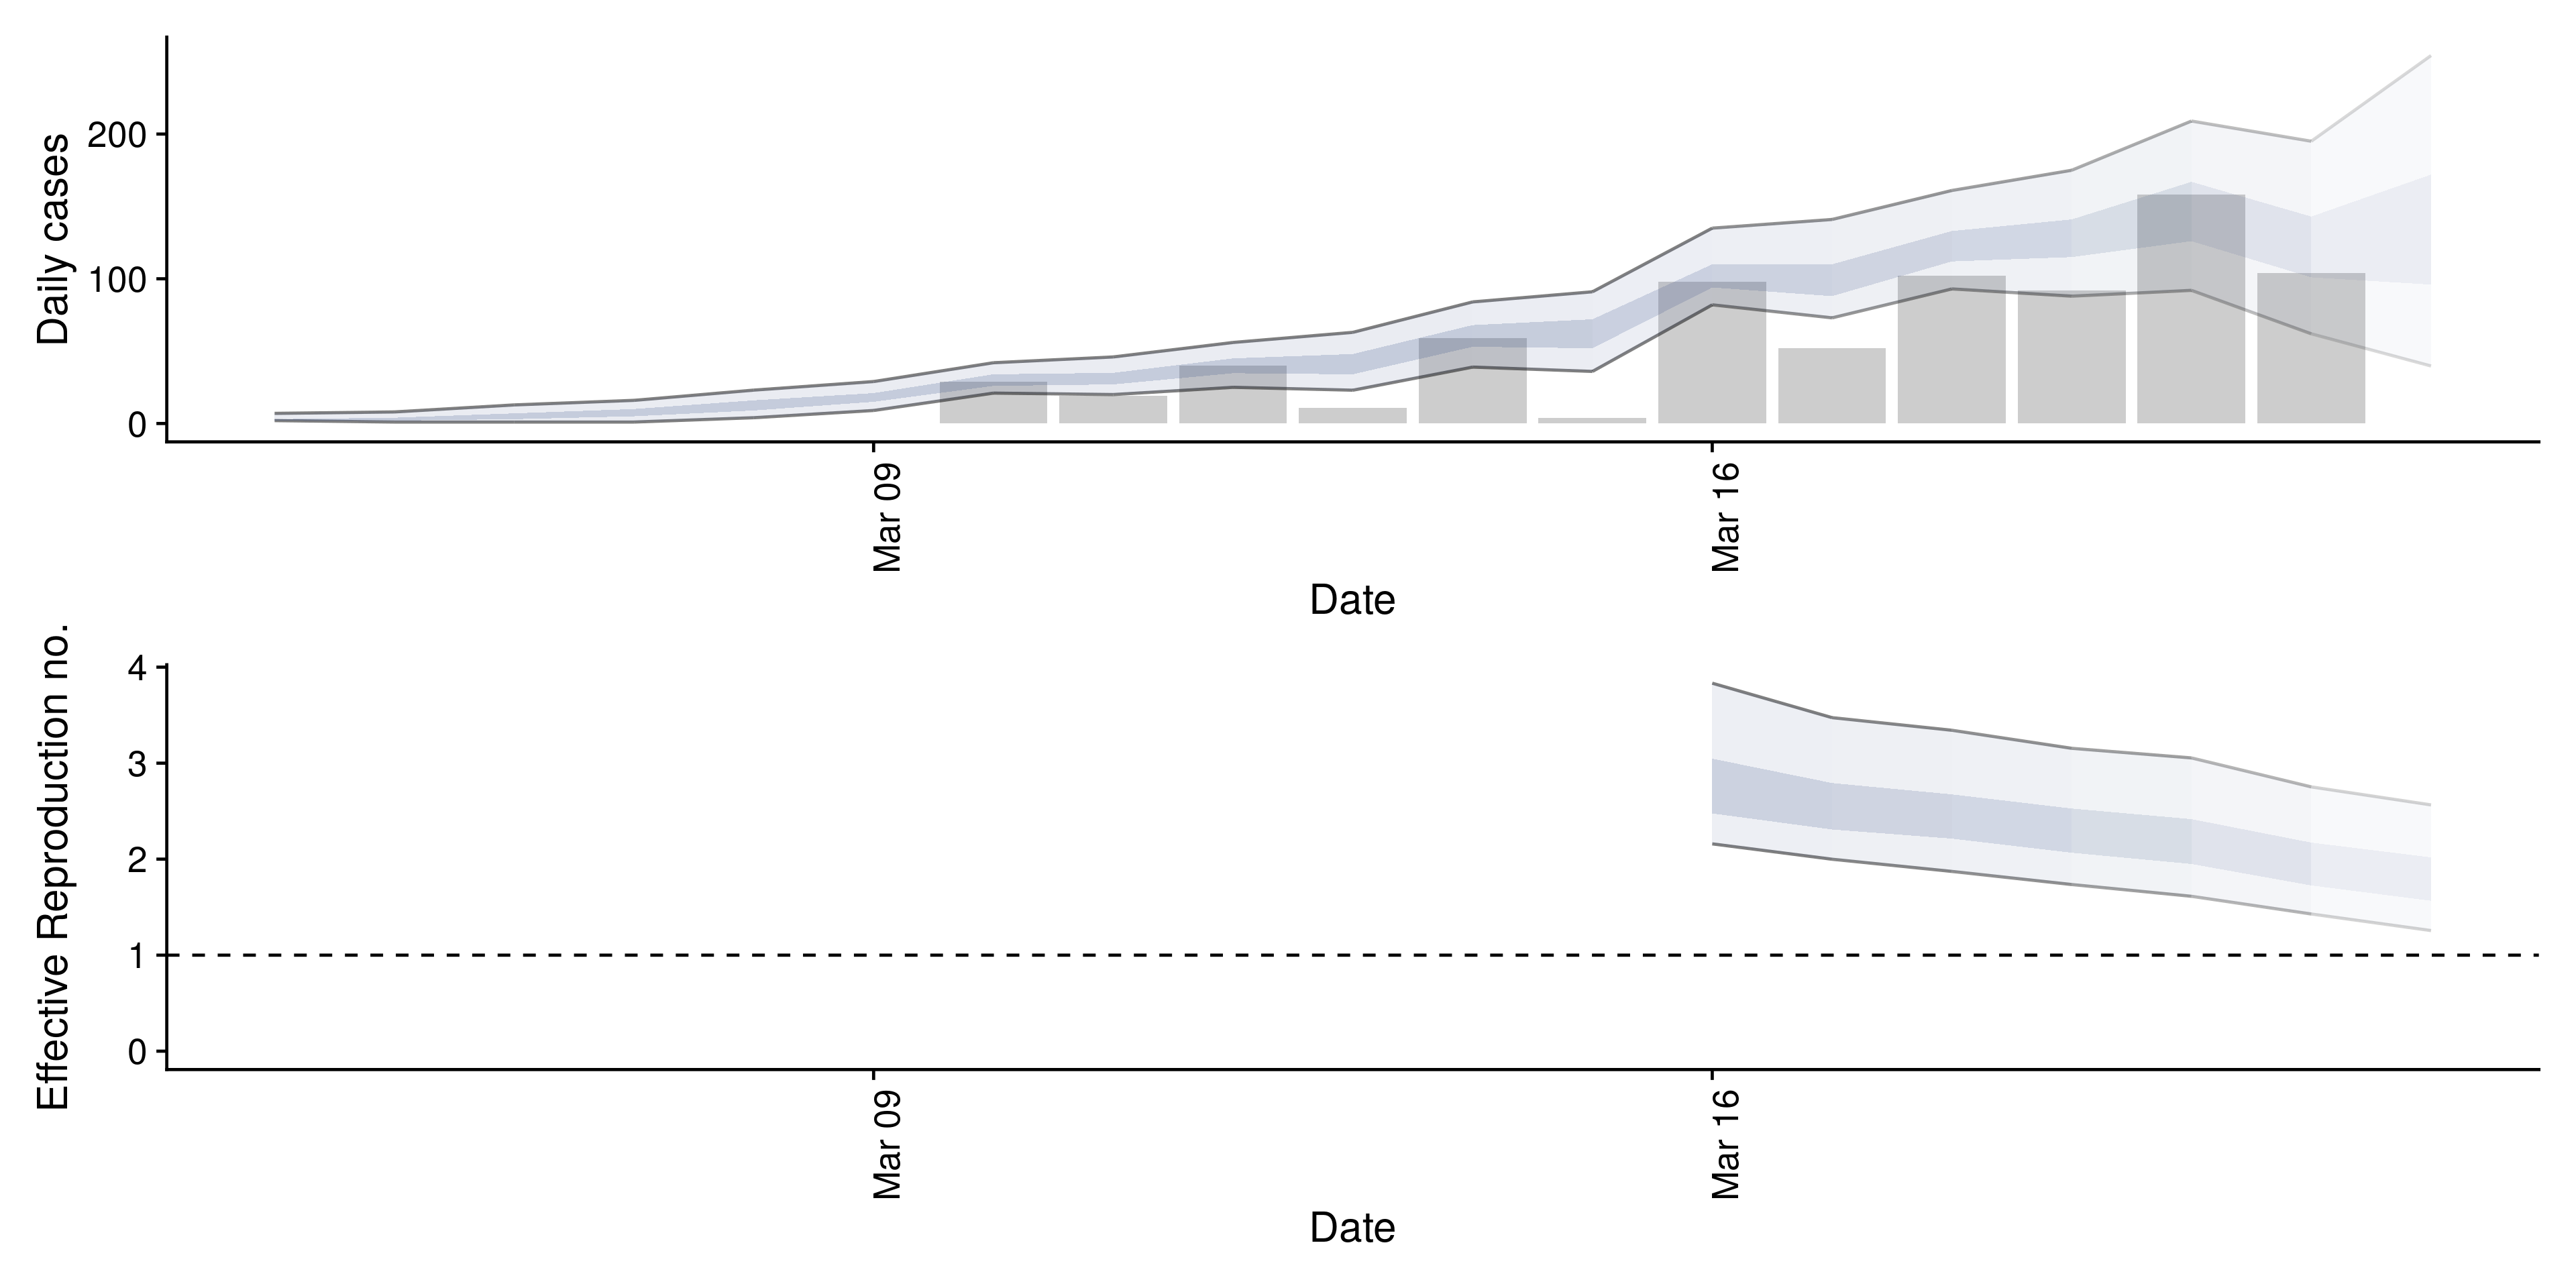 Daily cases
200
100
0
Mar 09
Mar 16
Date
Effective Reproduction no.
4
3
2
1
0
Mar 09
Mar 16
Date